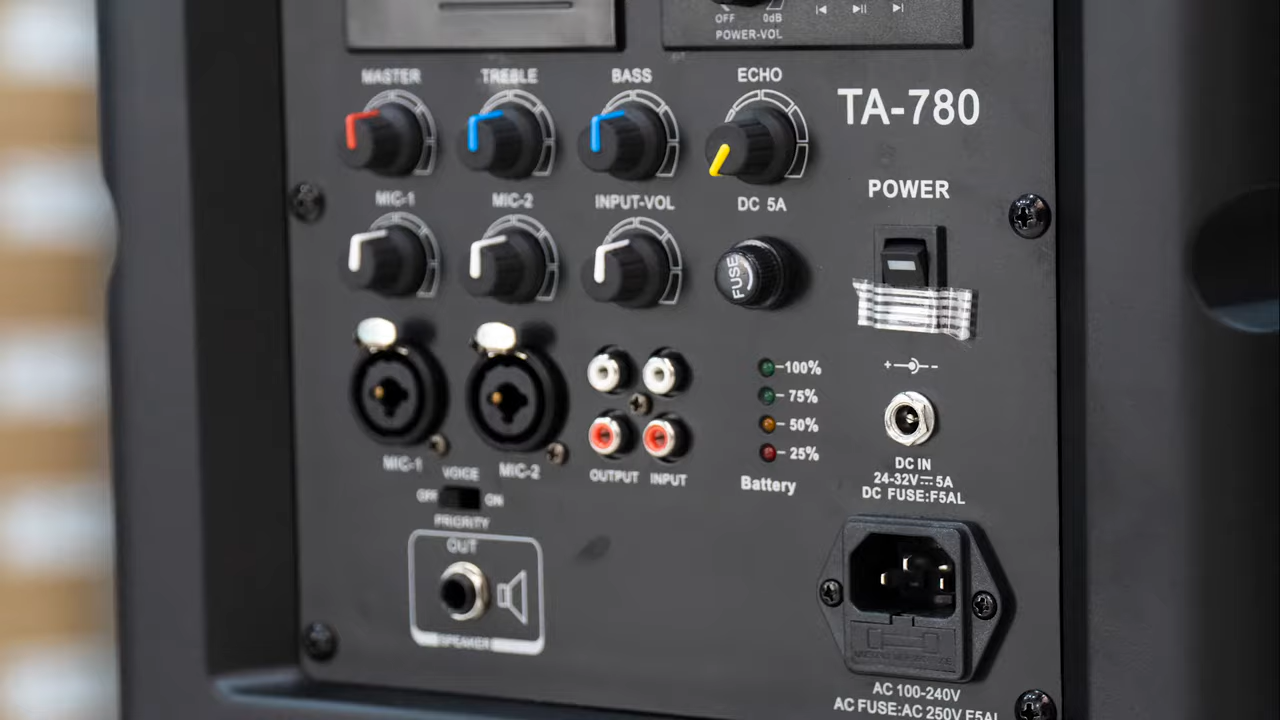 OFF 0dB
POWER-VOL
MASTER TREBLE BASS ECHO
TA-780
MIC-1 MIC-2 INPUT-VOL DC 5A
POWER
FUSE
100%
75%
50%
25%
Battery
MIC-1 MIC-2 OUTPUT INPUT
VOICE
OFF ON
PRIORITY
OUT
SPEAKER
DC IN
24-32V 5A
DC FUSE:F5AL
AC 100-240V
AC FUSE:AC 250V F5AL